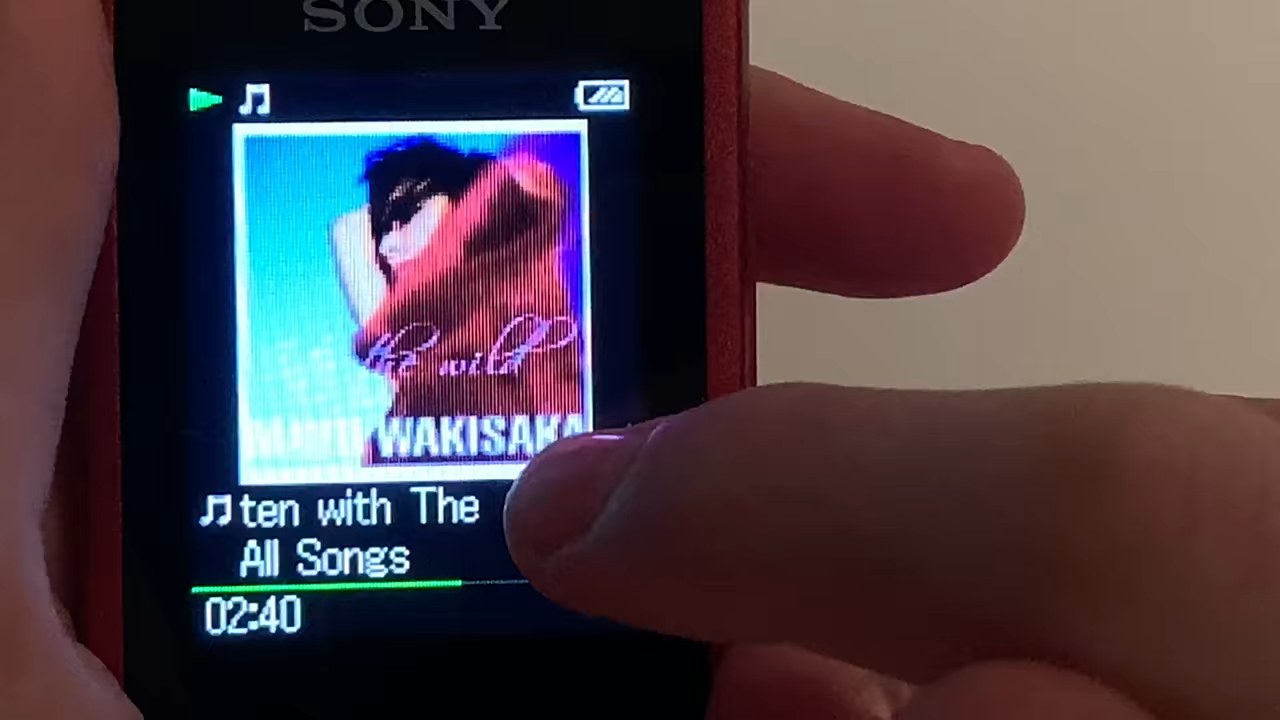 SONY
the wild
WAKISAKA
ten with The
All Songs
02:40